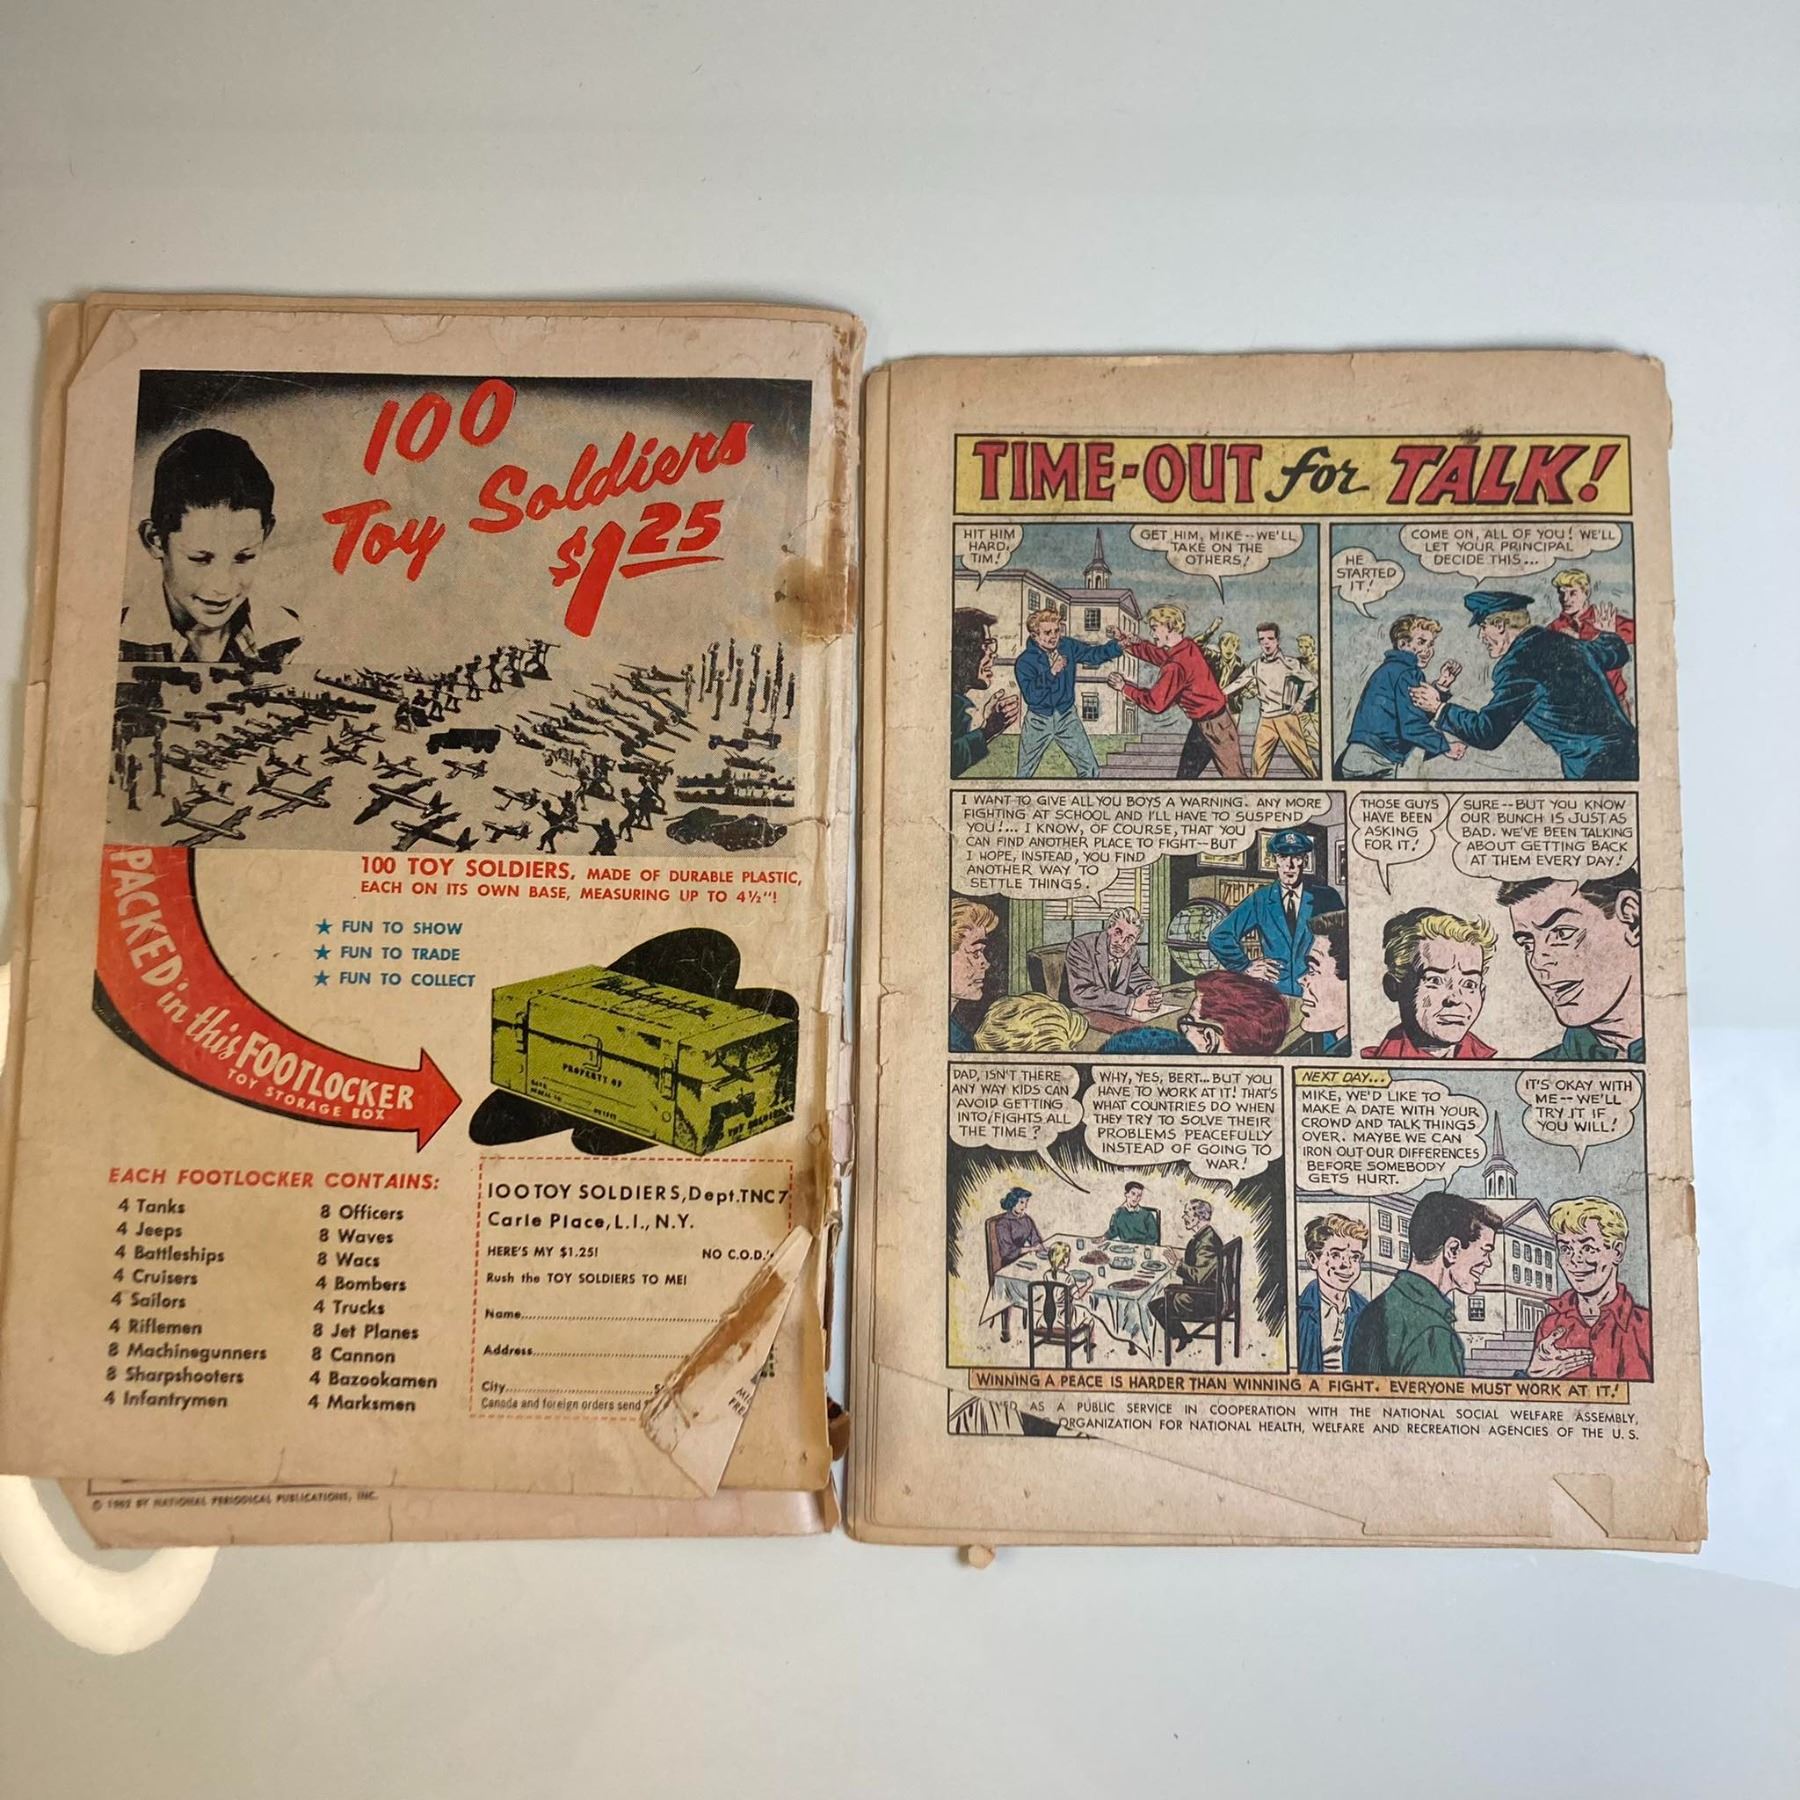 100
Toy Soldiers
$1.25
100 TOY SOLDIERS, MADE OF DURABLE PLASTIC,
EACH ON ITS OWN BASE, MEASURING UP TO 4½"!
★ FUN TO SHOW
★ FUN TO TRADE
★ FUN TO COLLECT
PACKED in this FOOTLOCKER
TOY STORAGE BOX
PROPERTY OF
EACH FOOTLOCKER CONTAINS:
4 Tanks
4 Jeeps
4 Battleships
4 Cruisers
4 Sailors
4 Riflemen
8 Machinegunners
8 Sharpshooters
4 Infantrymen
8 Officers
8 Waves
8 Wacs
4 Bombers
4 Trucks
8 Jet Planes
8 Cannon
4 Bazookamen
4 Marksmen
100 TOY SOLDIERS, Dept. TNC 7
Carle Place, L.I., N.Y.
HERE'S MY $1.25! NO C.O.D.'
Rush the TOY SOLDIERS TO ME!
Name
Address
City
Canada and foreign orders send
© 1962 BY NATIONAL PERIODICAL PUBLICATIONS, INC.
TIME-OUT for TALK!
HIT HIM
HARD,
TIM!
GET HIM, MIKE--WE'LL
TAKE ON THE
OTHERS!
HE
STARTED
IT!
COME ON, ALL OF YOU! WE'LL
LET YOUR PRINCIPAL
DECIDE THIS...
I WANT TO GIVE ALL YOU BOYS A WARNING. ANY MORE
FIGHTING AT SCHOOL AND I'LL HAVE TO SUSPEND
YOU!... I KNOW, OF COURSE, THAT YOU
CAN FIND ANOTHER PLACE TO FIGHT--BUT
I HOPE, INSTEAD, YOU FIND
ANOTHER WAY TO
SETTLE THINGS.
THOSE GUYS
HAVE BEEN
ASKING
FOR IT!
SURE--BUT YOU KNOW
OUR BUNCH IS JUST AS
BAD. WE'VE BEEN TALKING
ABOUT GETTING BACK
AT THEM EVERY DAY!
DAD, ISN'T THERE
ANY WAY KIDS CAN
AVOID GETTING
INTO FIGHTS ALL
THE TIME?
WHY, YES, BERT...BUT YOU
HAVE TO WORK AT IT! THAT'S
WHAT COUNTRIES DO WHEN
THEY TRY TO SOLVE THEIR
PROBLEMS PEACEFULLY
INSTEAD OF GOING TO
WAR!
NEXT DAY...
MIKE, WE'D LIKE TO
MAKE A DATE WITH YOUR
CROWD AND TALK THINGS
OVER. MAYBE WE CAN
IRON OUT OUR DIFFERENCES
BEFORE SOMEBODY
GETS HURT.
IT'S OKAY WITH
ME--WE'LL
TRY IT IF
YOU WILL!
WINNING A PEACE IS HARDER THAN WINNING A FIGHT. EVERYONE MUST WORK AT IT!
AS A PUBLIC SERVICE IN COOPERATION WITH THE NATIONAL SOCIAL WELFARE ASSEMBLY,
ORGANIZATION FOR NATIONAL HEALTH, WELFARE AND RECREATION AGENCIES OF THE U. S.